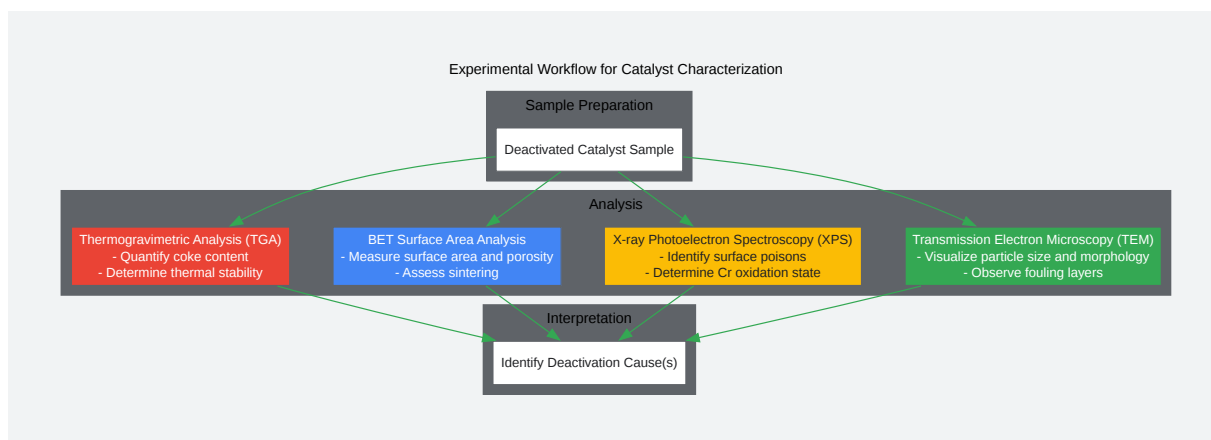 Experimental Workflow for Catalyst Characterization
Sample Preparation
Deactivated Catalyst Sample
Analysis
Thermogravimetric Analysis (TGA)
- Quantify coke content
- Determine thermal stability
BET Surface Area Analysis
- Measure surface area and porosity
- Assess sintering
X-ray Photoelectron Spectroscopy (XPS)
- Identify surface poisons
- Determine Cr oxidation state
Transmission Electron Microscopy (TEM)
- Visualize particle size and morphology
- Observe fouling layers
Interpretation
Identify Deactivation Cause(s)